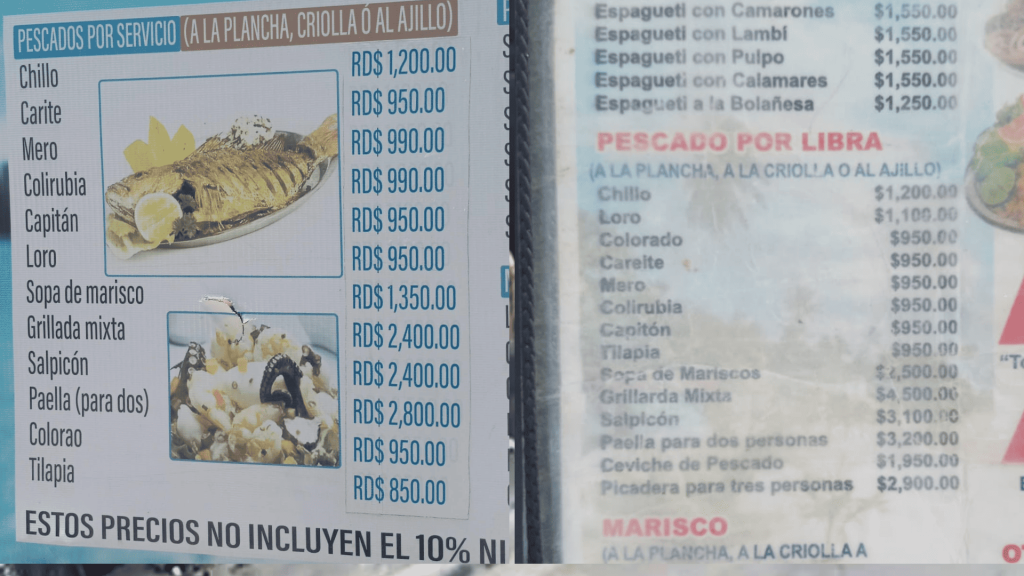 PESCADOS POR SERVICIO (A LA PLANCHA, CRIOLLA Ó AL AJILLO)
Chillo RD$ 1,200.00
Carite RD$ 950.00
Mero RD$ 990.00
Colirubia RD$ 990.00
Capitán RD$ 950.00
Loro RD$ 950.00
Sopa de marisco RD$ 1,350.00
Grillada mixta RD$ 2,400.00
Salpicón RD$ 2,400.00
Paella (para dos) RD$ 2,800.00
Colorao RD$ 950.00
Tilapia RD$ 850.00
ESTOS PRECIOS NO INCLUYEN EL 10% NI
Espagueti con Camarones $1,550.00
Espagueti con Lambi $1,550.00
Espagueti con Pulpo $1,550.00
Espagueti con Calamares $1,550.00
Espagueti a la Bolañesa $1,250.00
PESCADO POR LIBRA
(A LA PLANCHA, A LA CRIOLLA O AL AJILLO)
Chillo $1,200.00
Loro $1,100.00
Colorado $950.00
Careite $950.00
Mero $950.00
Colirubia $950.00
Capitón $950.00
Tilapia $950.00
Sopa de Mariscos
Grillarda Mixta $4,500.00
Salpicón $3,100.00
Paella para dos personas $3,200.00
Ceviche de Pescado $1,950.00
Picadera para tres personas $2,900.00
MARISCO
(A LA PLANCHA, A LA CRIOLLA A